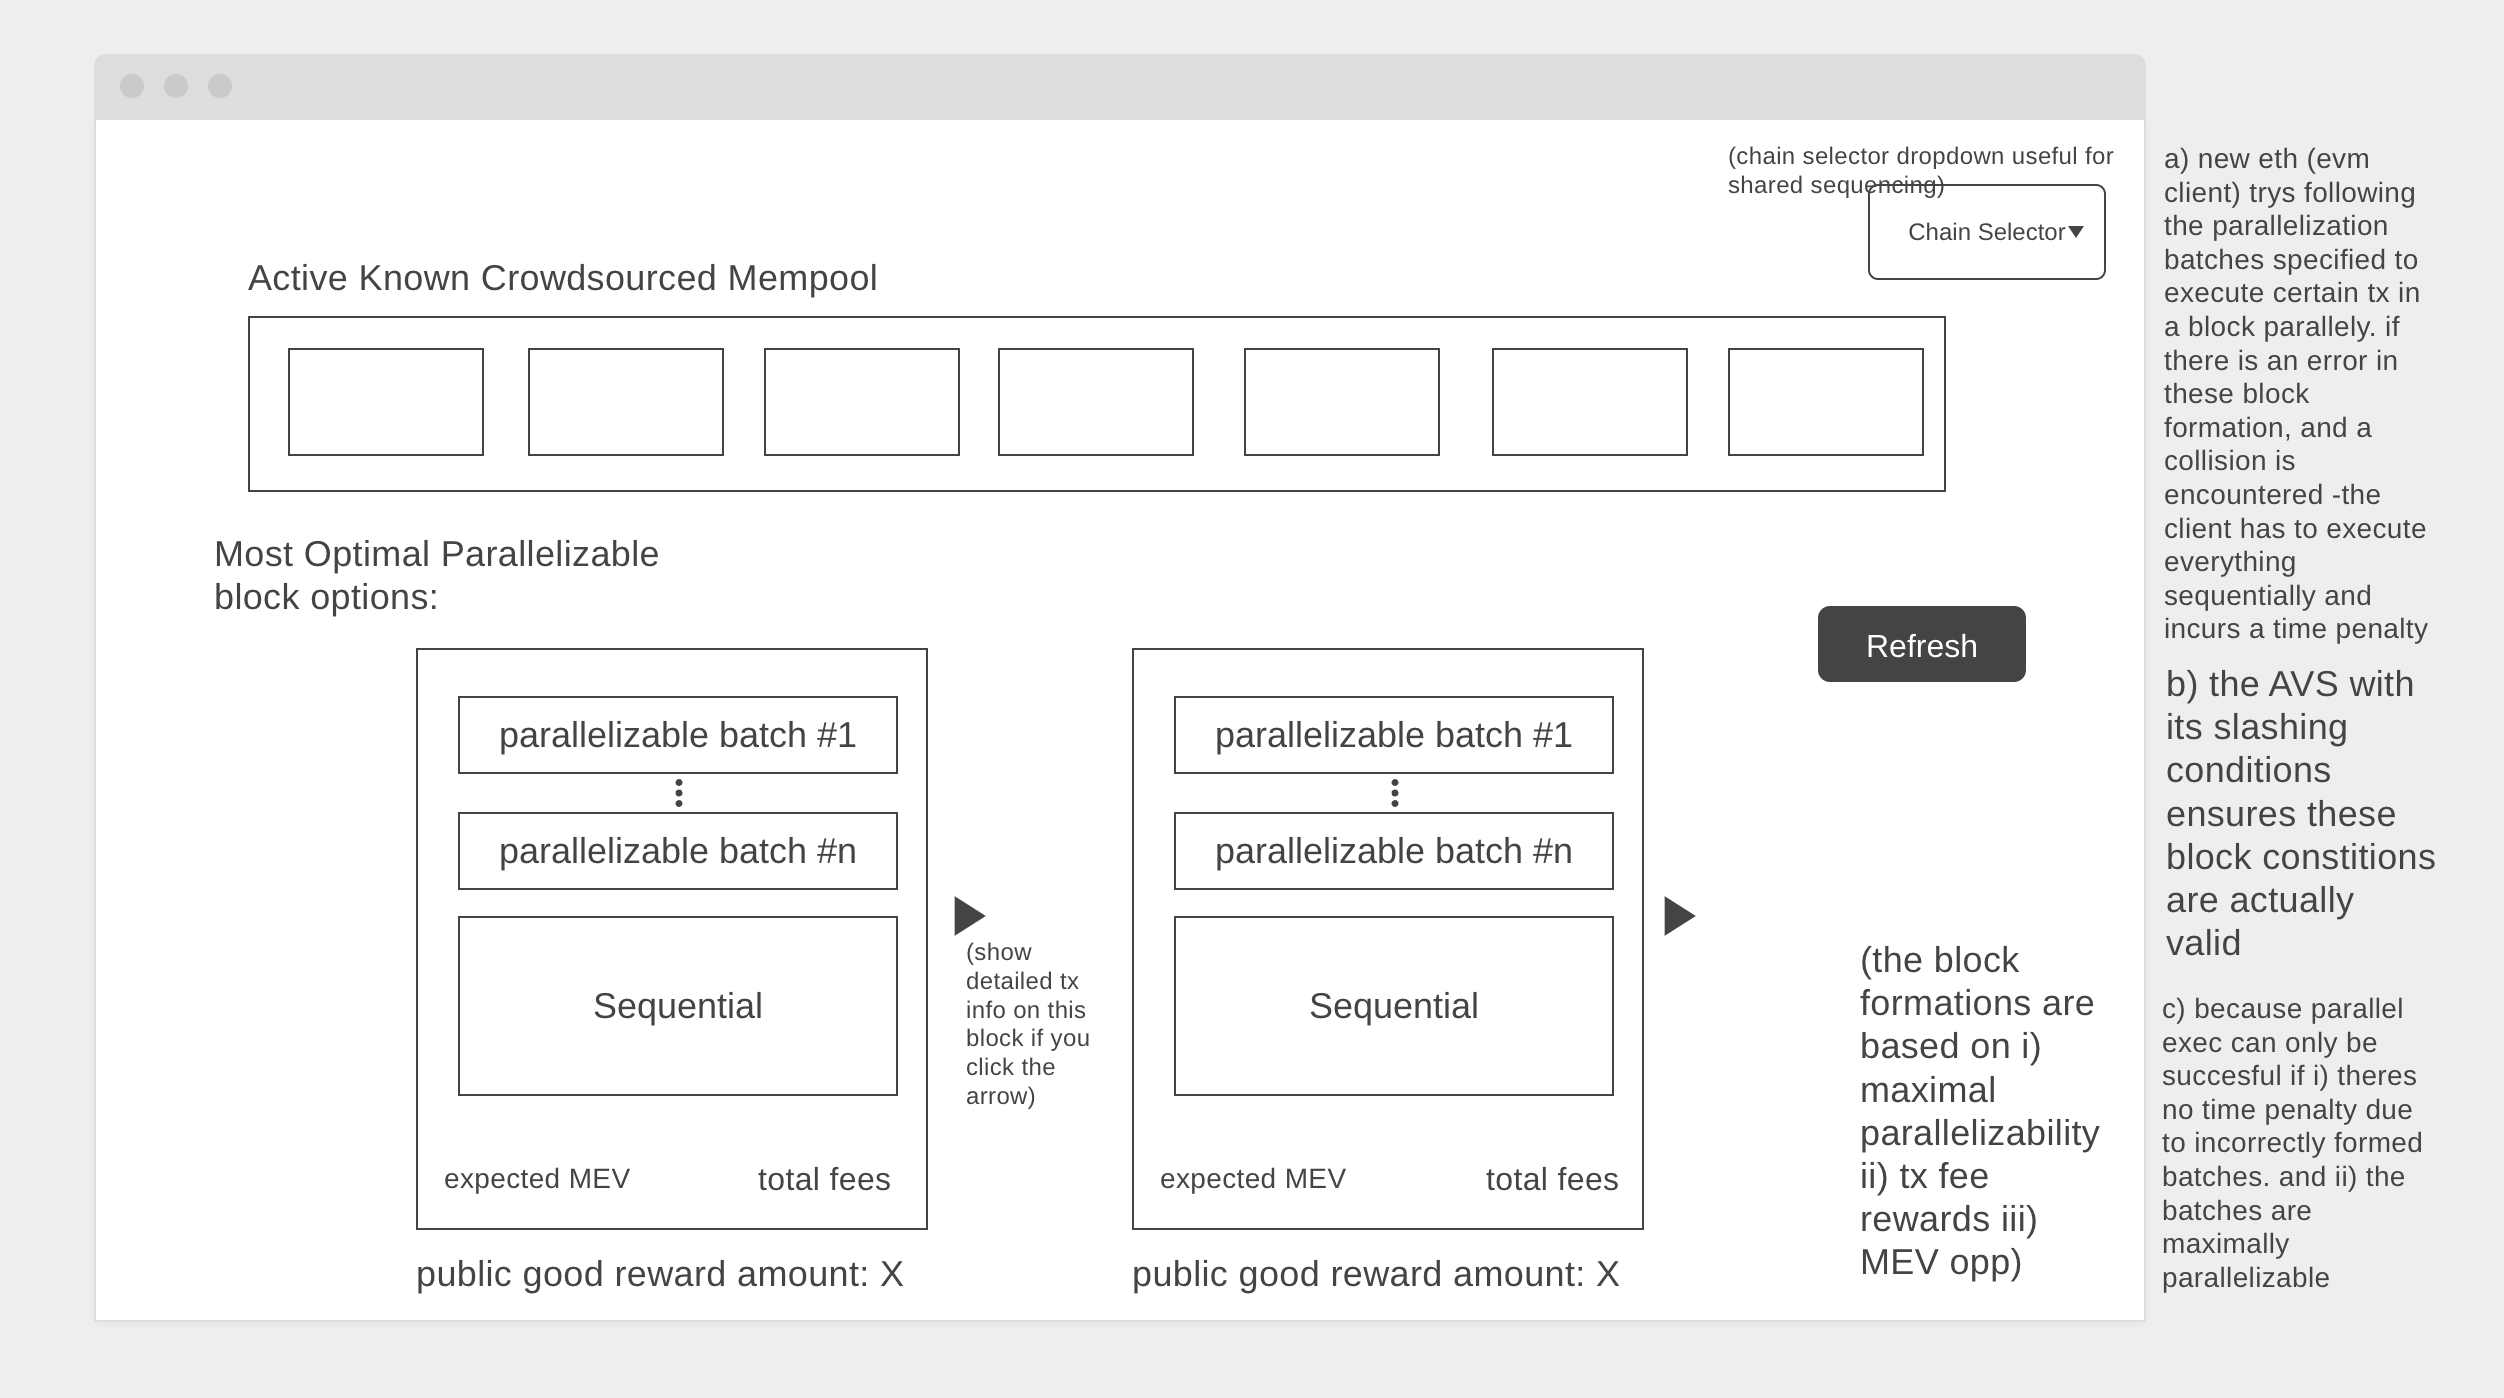 (chain selector dropdown useful for
shared sequencing)
Chain Selector
Active Known Crowdsourced Mempool
Most Optimal Parallelizable
block options:
Refresh
parallelizable batch #1
parallelizable batch #n
Sequential
expected MEV
total fees
public good reward amount: X
(show
detailed tx
info on this
block if you
click the
arrow)
parallelizable batch #1
parallelizable batch #n
Sequential
expected MEV
total fees
public good reward amount: X
(the block
formations are
based on i)
maximal
parallelizability
ii) tx fee
rewards iii)
MEV opp)
a) new eth (evm
client) trys following
the parallelization
batches specified to
execute certain tx in
a block parallely. if
there is an error in
these block
formation, and a
collision is
encountered -the
client has to execute
everything
sequentially and
incurs a time penalty
b) the AVS with
its slashing
conditions
ensures these
block constitions
are actually
valid
c) because parallel
exec can only be
succesful if i) theres
no time penalty due
to incorrectly formed
batches. and ii) the
batches are
maximally
parallelizable